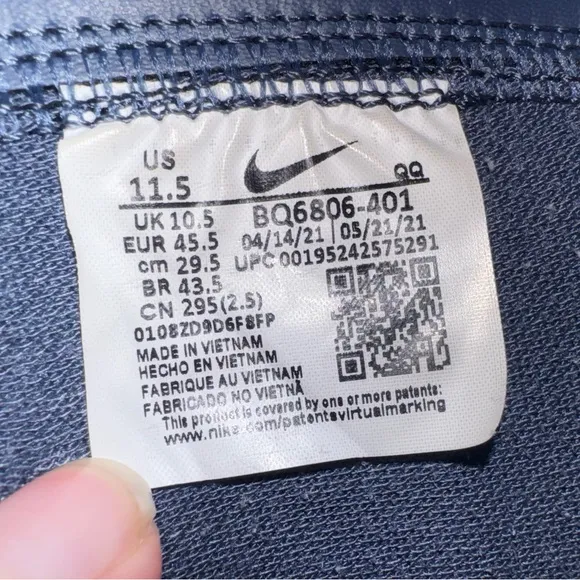 US
11.5
QQ
UK 10.5 BQ6806-401
EUR 45.5 04/14/21 05/21/21
cm 29.5 UPC 00195242575291
BR 43.5
CN 295(2.5)
0108ZD9D6F8FP
MADE IN VIETNAM
HECHO EN VIETNAM
FABRIQUE AU VIETNAM
FABRICADO NO VIETNÃ
This product is covered by one or more patents:
www.nike.com/patentsvirtualmarking